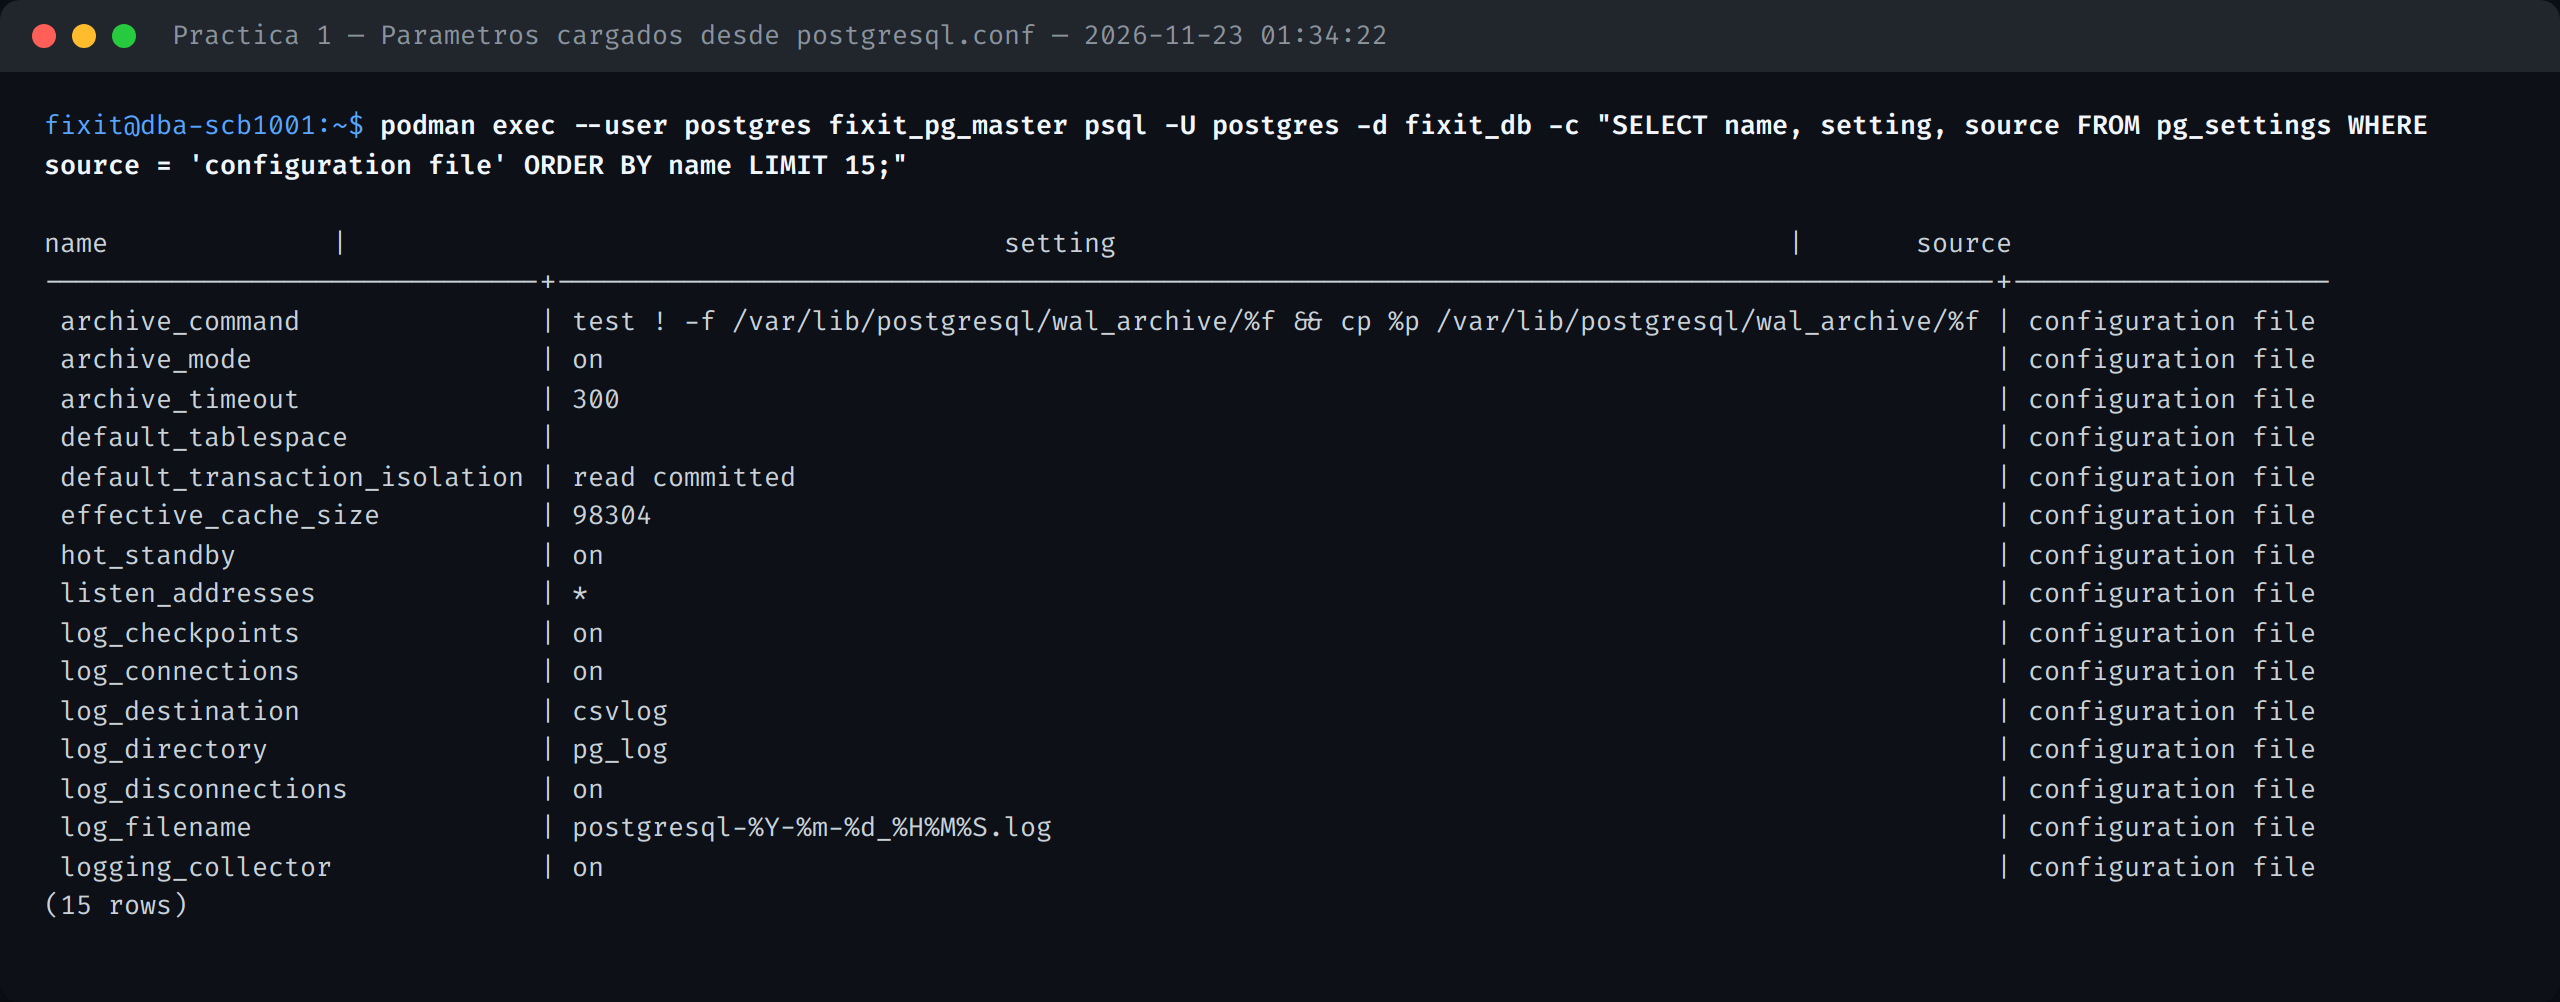 Practica 1 — Parametros cargados desde postgresql.conf — 2026-11-23 01:34:22
fixit@dba-scb1001:~$ podman exec --user postgres fixit_pg_master psql -U postgres -d fixit_db -c "SELECT name, setting, source FROM pg_settings WHERE
source = 'configuration file' ORDER BY name LIMIT 15;"
name              |                                         setting                                          |       source
-------------------------------+------------------------------------------------------------------------------------------+--------------------
 archive_command               | test ! -f /var/lib/postgresql/wal_archive/%f && cp %p /var/lib/postgresql/wal_archive/%f | configuration file
 archive_mode                  | on                                                                                       | configuration file
 archive_timeout               | 300                                                                                      | configuration file
 default_tablespace            |                                                                                          | configuration file
 default_transaction_isolation | read committed                                                                           | configuration file
 effective_cache_size          | 98304                                                                                    | configuration file
 hot_standby                   | on                                                                                       | configuration file
 listen_addresses              | *                                                                                        | configuration file
 log_checkpoints               | on                                                                                       | configuration file
 log_connections               | on                                                                                       | configuration file
 log_destination               | csvlog                                                                                   | configuration file
 log_directory                 | pg_log                                                                                   | configuration file
 log_disconnections            | on                                                                                       | configuration file
 log_filename                  | postgresql-%Y-%m-%d_%H%M%S.log                                                           | configuration file
 logging_collector             | on                                                                                       | configuration file
(15 rows)